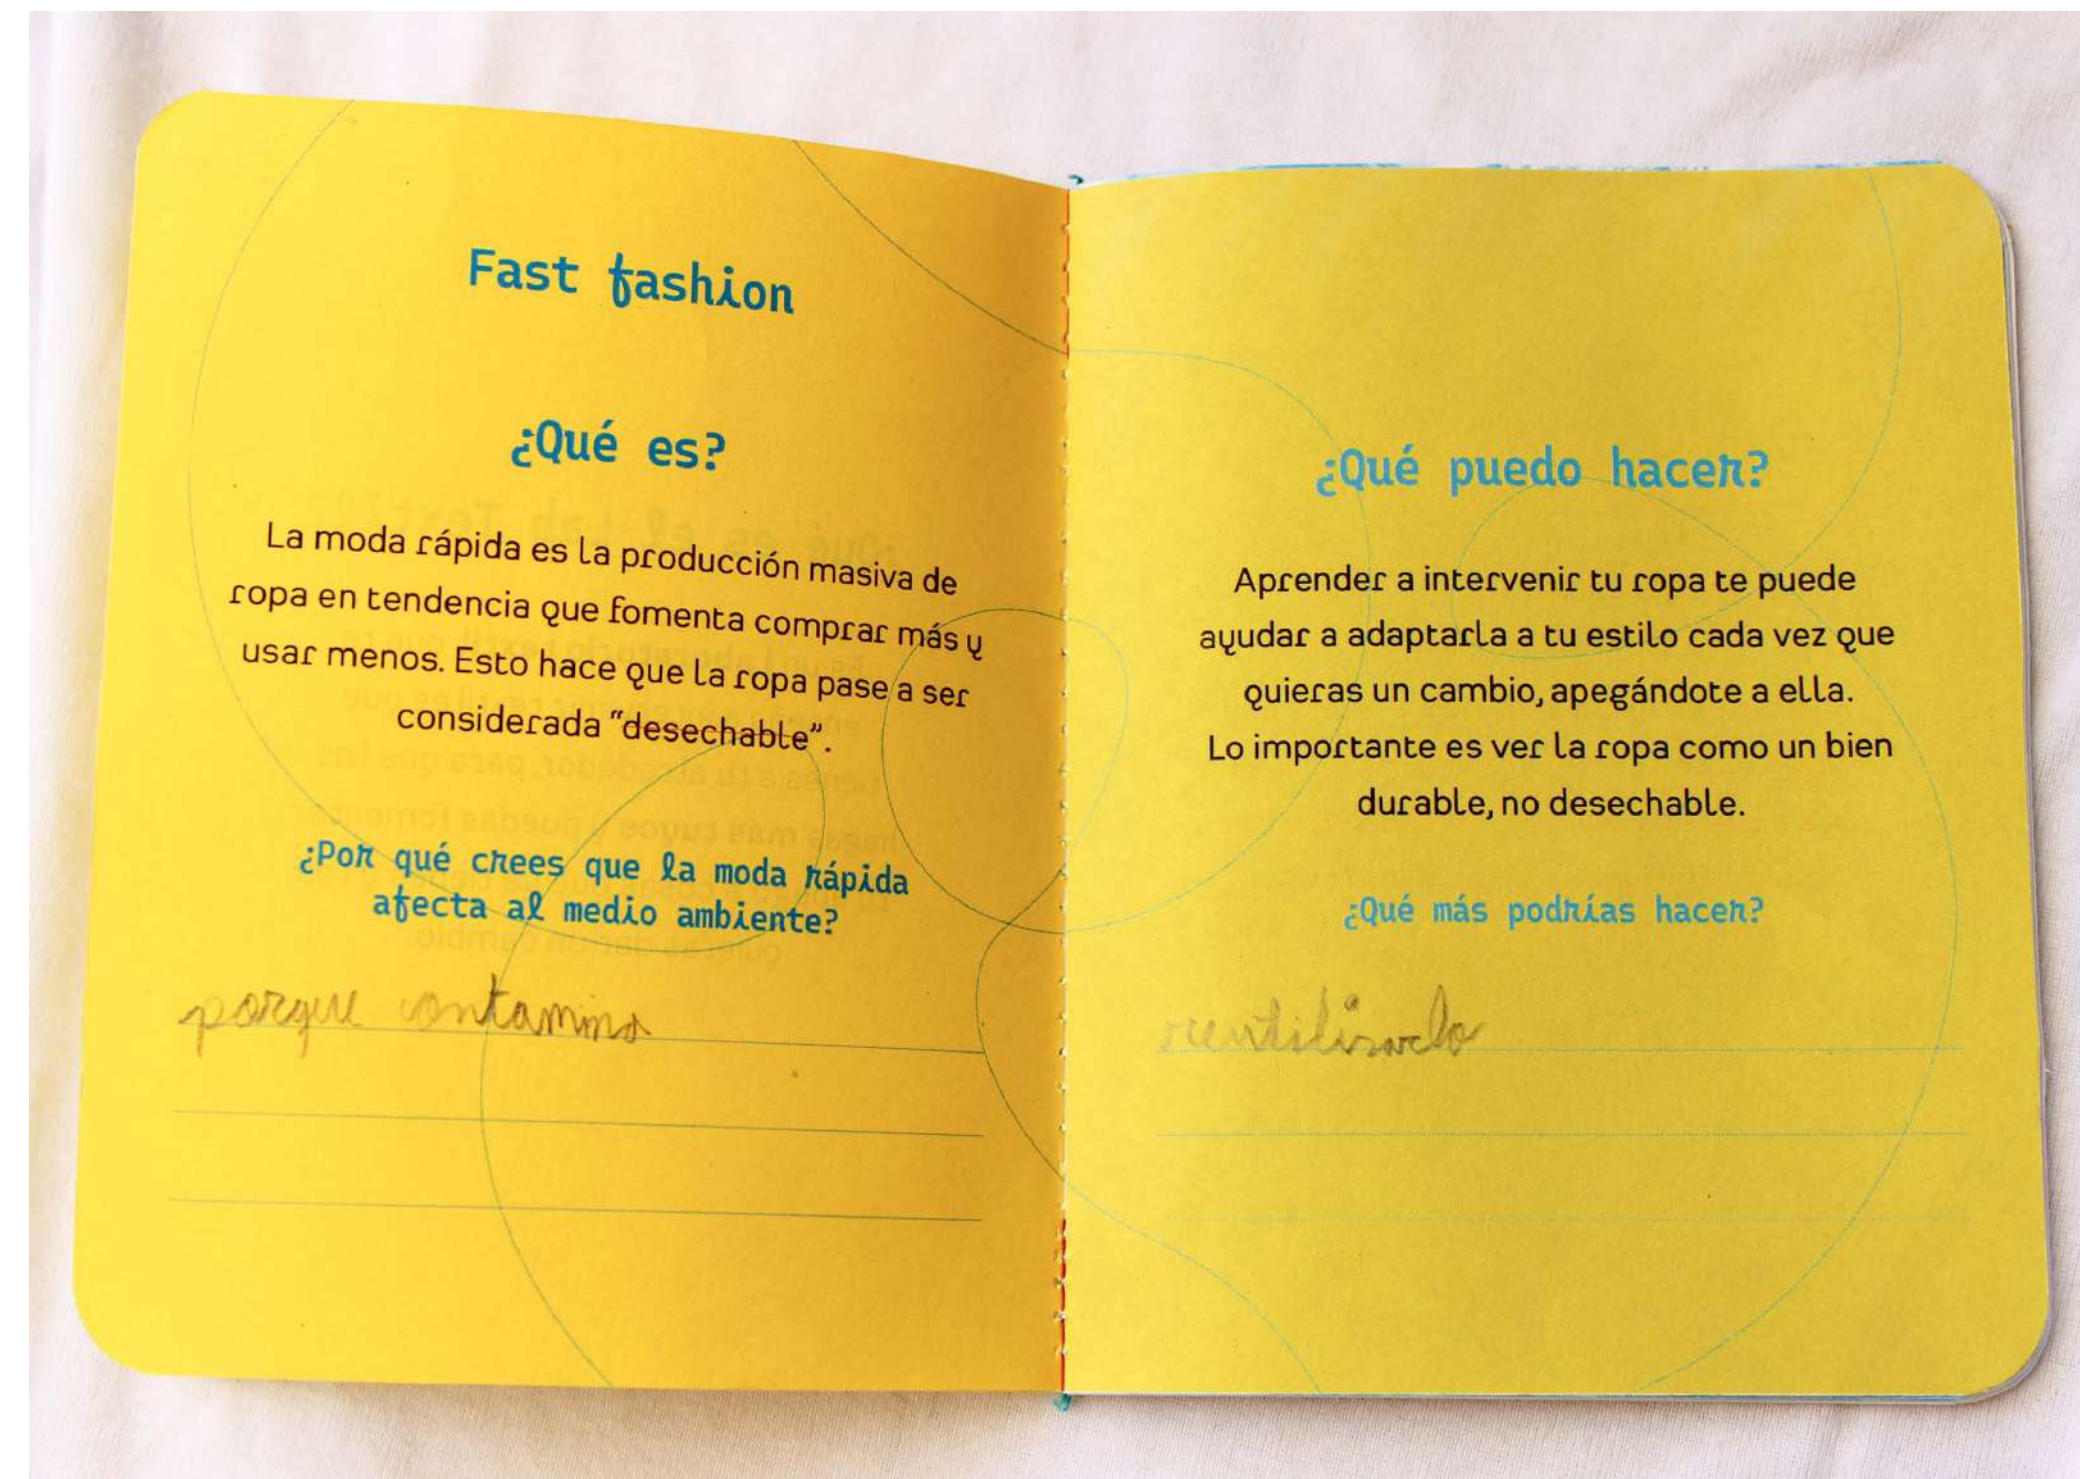 Fast fashion
¿Qué es?
La moda rápida es la producción masiva de
ropa en tendencia que fomenta comprar más y
usar menos. Esto hace que la ropa pase a ser
considerada "desechable".
¿Por qué crees que la moda rápida
afecta al medio ambiente?
porque contamina
¿Qué puedo hacer?
Aprender a intervenir tu ropa te puede
ayudar a adaptarla a tu estilo cada vez que
quieras un cambio, apegándote a ella.
Lo importante es ver la ropa como un bien
durable, no desechable.
¿Qué más podrías hacer?